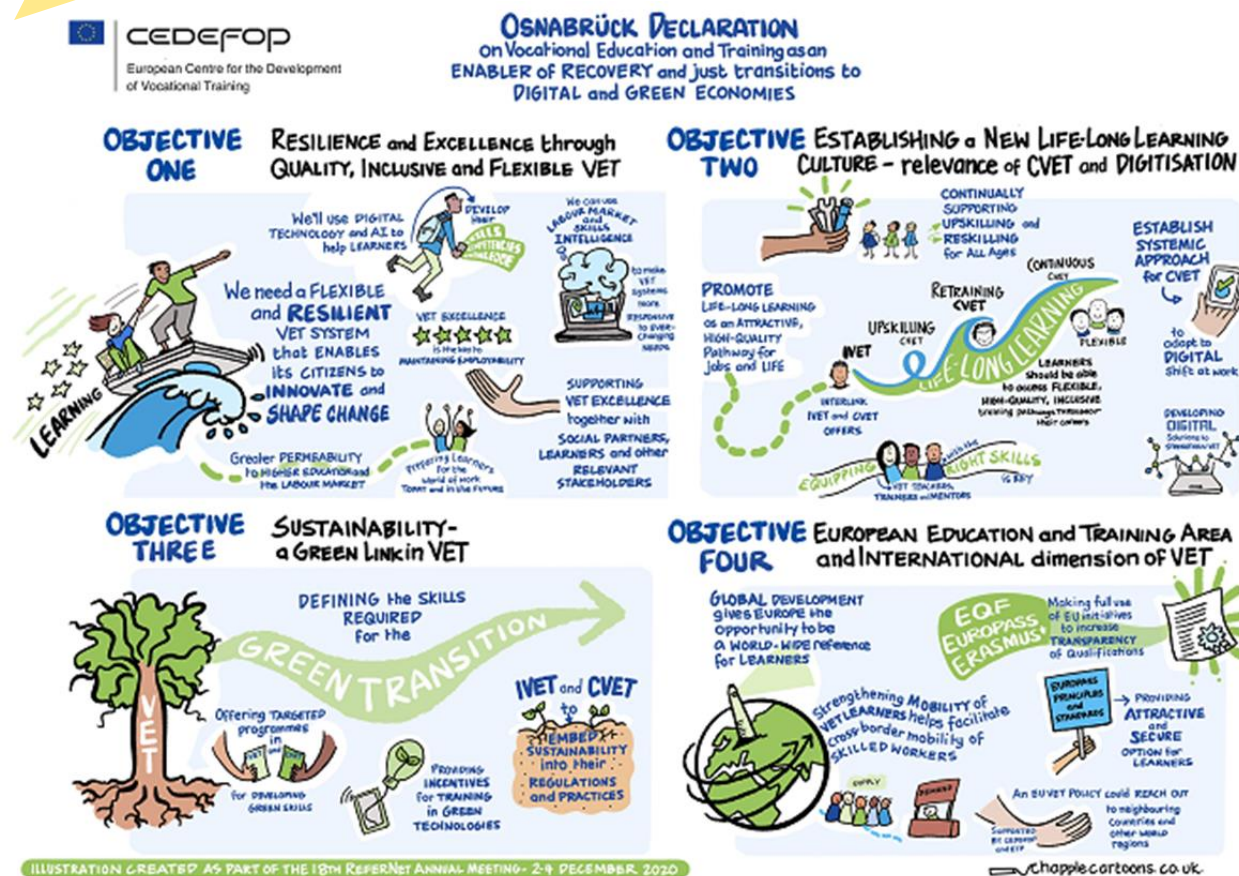 CEDEFOP
European Centre for the Development
of Vocational Training
OSNABRÜCK DECLARATION
on Vocational Education and Training as an
ENABLER of RECOVERY and just transitions to
DIGITAL and GREEN ECONOMIES
OBJECTIVE
ONE
RESILIENCE and EXCELLENCE through
QUALITY, INCLUSIVE and FLEXIBLE VET
We'll use DIGITAL
TECHNOLOGY and AI to
help LEARNERS
DEVELOP their
SKILLS
COMPETENCIES
KNOWLEDGE
We can use
LABOUR MARKET
and
SKILLS
INTELLIGENCE
to make
VET
systems
more
RESPONSIVE
to EVER-
Changing
NEEDS
LEARNING
We need a FLEXIBLE
and RESILIENT
VET SYSTEM
that ENABLES
its CITIZENS to
INNOVATE and
SHAPE CHANGE
VET EXCELLENCE
is the key to
MAINTAINING EMPLOYABILITY
SUPPORTING
VET EXCELLENCE
together with
SOCIAL PARTNERS,
LEARNERS and other
RELEVANT
STAKEHOLDERS
Greater PERMEABILITY
to HIGHER EDUCATION and
the LABOUR MARKET
Preparing Learners
for the
World of work
TODAY and in the FUTURE
OBJECTIVE
TWO
ESTABLISHING a NEW LIFE-LONG LEARNING
CULTURE - relevance of CVET and DIGITISATION
CONTINUALLY
SUPPORTING
UPSKILLING and
RESKILLING
for ALL Ages
ESTABLISH
SYSTEMIC
APPROACH
for CVET
to
adapt to
DIGITAL
Shift at work
PROMOTE
LIFE-LONG LEARNING
as an ATTRACTIVE,
HIGH-QUALITY
Pathway for
jobs and LIFE
IVET
UPSKILLING
CVET
RETRAINING
CVET
CONTINUOUS
CVET
LIFE-LONG LEARNING
FLEXIBLE
INTERLINK
IVET and CVET
OFFERS
LEARNERS
should be able
to access FLEXIBLE,
HIGH-QUALITY, INCLUSIVE
training pathways THROUGHOUT
their careers
DEVELOPING
DIGITAL
Solutions to
EQUIPPING
VET TEACHERS,
TRAINERS and MENTORS
with the
RIGHT SKILLS
is KEY
OBJECTIVE
THREE
SUSTAINABILITY-
a GREEN LINK in VET
VET
DEFINING the SKILLS
REQUIRED
for the
GREEN TRANSITION
Offering TARGETED
programmes
in
and
for DEVELOPING
GREEN SKILLS
PROVIDING
INCENTIVES
for TRAINING
in GREEN
TECHNOLOGIES
IVET and CVET
to
EMBED
SUSTAINABILITY
into their
REGULATIONS
and PRACTICES
OBJECTIVE
FOUR
EUROPEAN EDUCATION and TRAINING AREA
and INTERNATIONAL dimension of VET
GLOBAL DEVELOPMENT
gives EUROPE the
opportunity to be
a WORLD-WIDE reference
for LEARNERS
EQF
EUROPASS
ERASMUS+
Making full use
of EU initiatives
to increase
TRANSPARENCY
of Qualifications
Strengthening MOBILITY of
VET LEARNERS helps facilitate
cross border mobility of
SKILLED WORKERS
EUROPASS
PRINCIPLES
and
STANDARDS
PROVIDING
ATTRACTIVE
and
SECURE
OPTION for
LEARNERS
SUPPLY
DEMAND
An EU VET POLICY could REACH OUT
to neighbouring
countries and
other WORLD
regions
SUPPORTED
BY CEDEFOP
and ETF
ILLUSTRATION CREATED AS PART OF THE 18TH REFERNET ANNUAL MEETING- 2-4 DECEMBER 2020
chapplecartoons.co.uk